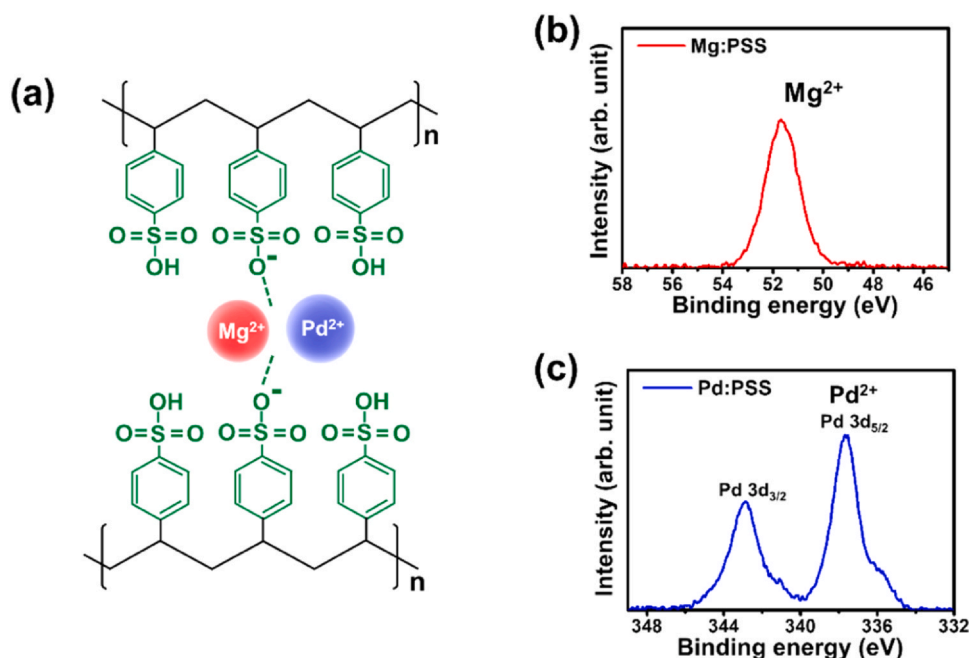 (a)
n
O=S=O O=S=O O=S=O
OH O- OH
Mg2+ Pd2+
OH O- OH
O=S=O O=S=O O=S=O
n
(b)
Mg:PSS
Mg2+
Intensity (arb. unit)
58 56 54 52 50 48 46
Binding energy (eV)
(c)
Pd:PSS
Pd2+
Pd 3d5/2
Pd 3d3/2
Intensity (arb. unit)
348 344 340 336 332
Binding energy (eV)